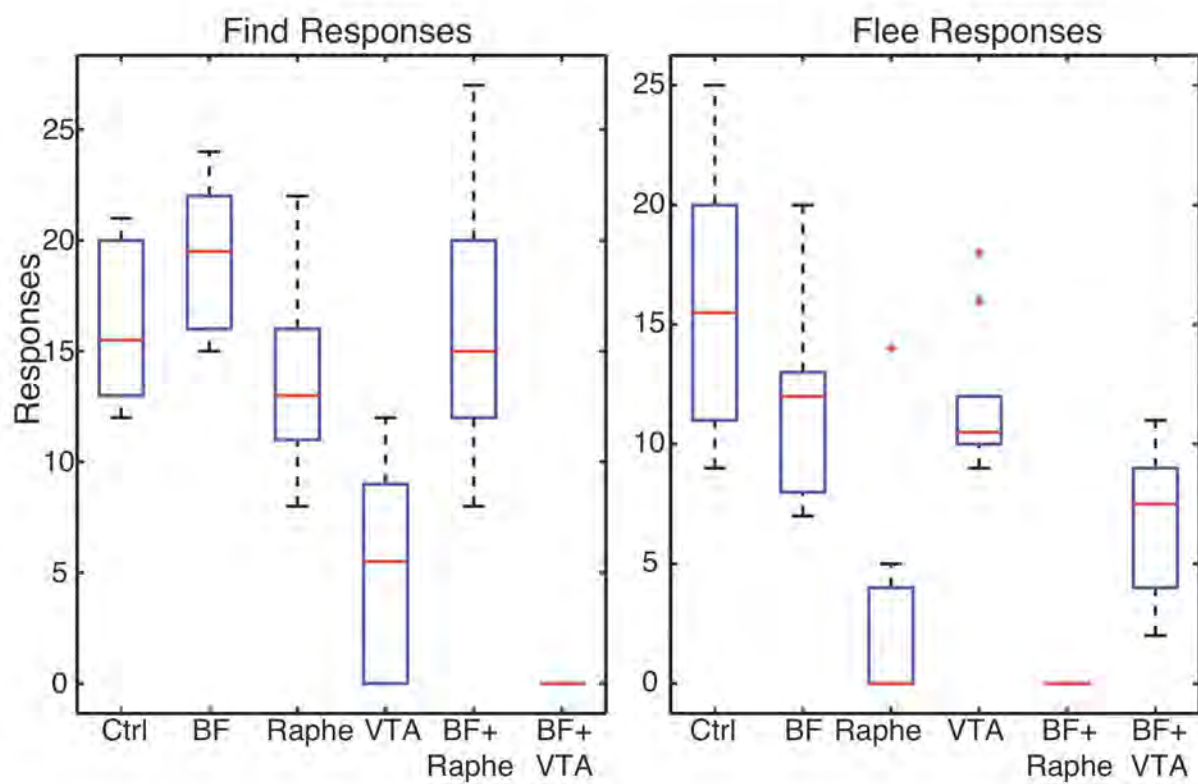 Find Responses
Flee Responses
Responses
25
20
15
10
5
0
25
20
15
10
5
0
Ctrl BF Raphe VTA BF+ Raphe BF+ VTA
Ctrl BF Raphe VTA BF+ Raphe BF+ VTA